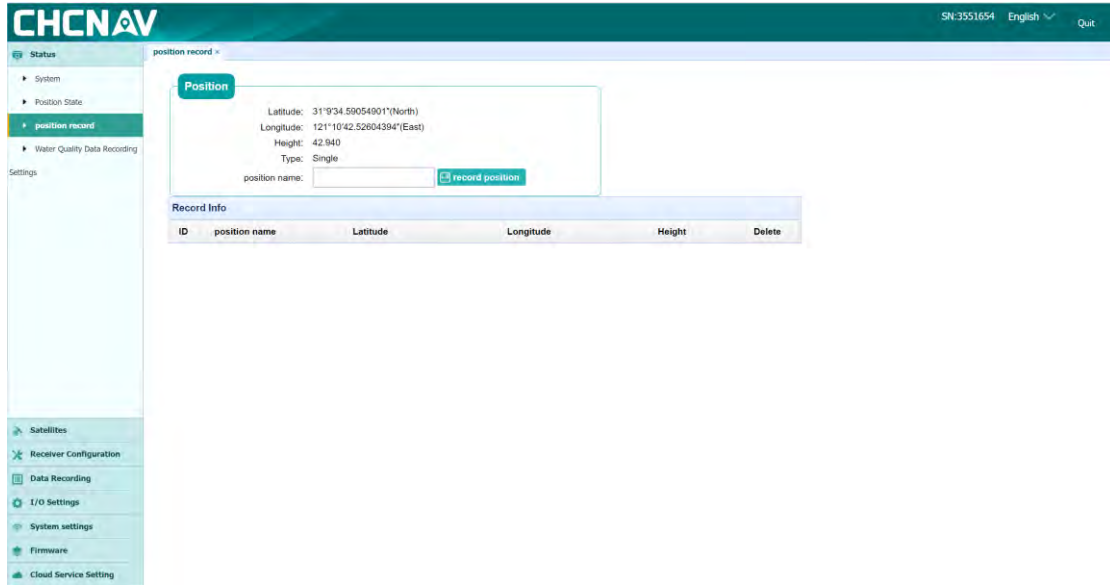 CHCNAV
SN:3551654 English Quit
Status
position record ×
System
Position State
position record
Water Quality Data Recording
Settings
Position
Latitude: 31°9'34.59054901"(North)
Longitude: 121°10'42.52604394"(East)
Height: 42.940
Type: Single
position name: record position
Record Info
ID position name Latitude Longitude Height Delete
Satellites
Receiver Configuration
Data Recording
I/O Settings
System settings
Firmware
Cloud Service Setting